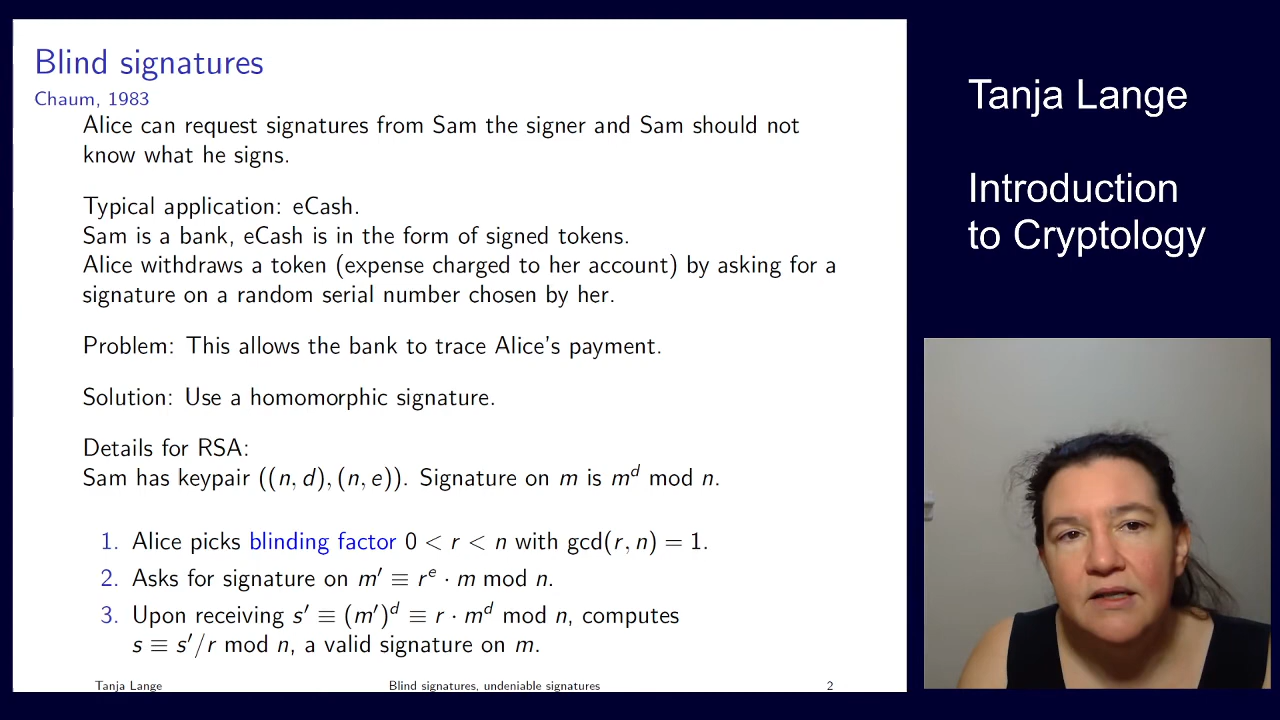 Blind signatures
Chaum, 1983
Alice can request signatures from Sam the signer and Sam should not
know what he signs.
Typical application: eCash.
Sam is a bank, eCash is in the form of signed tokens.
Alice withdraws a token (expense charged to her account) by asking for a
signature on a random serial number chosen by her.
Problem: This allows the bank to trace Alice's payment.
Solution: Use a homomorphic signature.
Details for RSA:
Sam has keypair ((n, d), (n, e)). Signature on m is m^d mod n.
1. Alice picks blinding factor 0 < r < n with gcd(r, n) = 1.
2. Asks for signature on m′ ≡ r^e · m mod n.
3. Upon receiving s′ ≡ (m′)^d ≡ r · m^d mod n, computes
s ≡ s′/r mod n, a valid signature on m.
Tanja Lange
Blind signatures, undeniable signatures
2
Tanja Lange
Introduction
to Cryptology